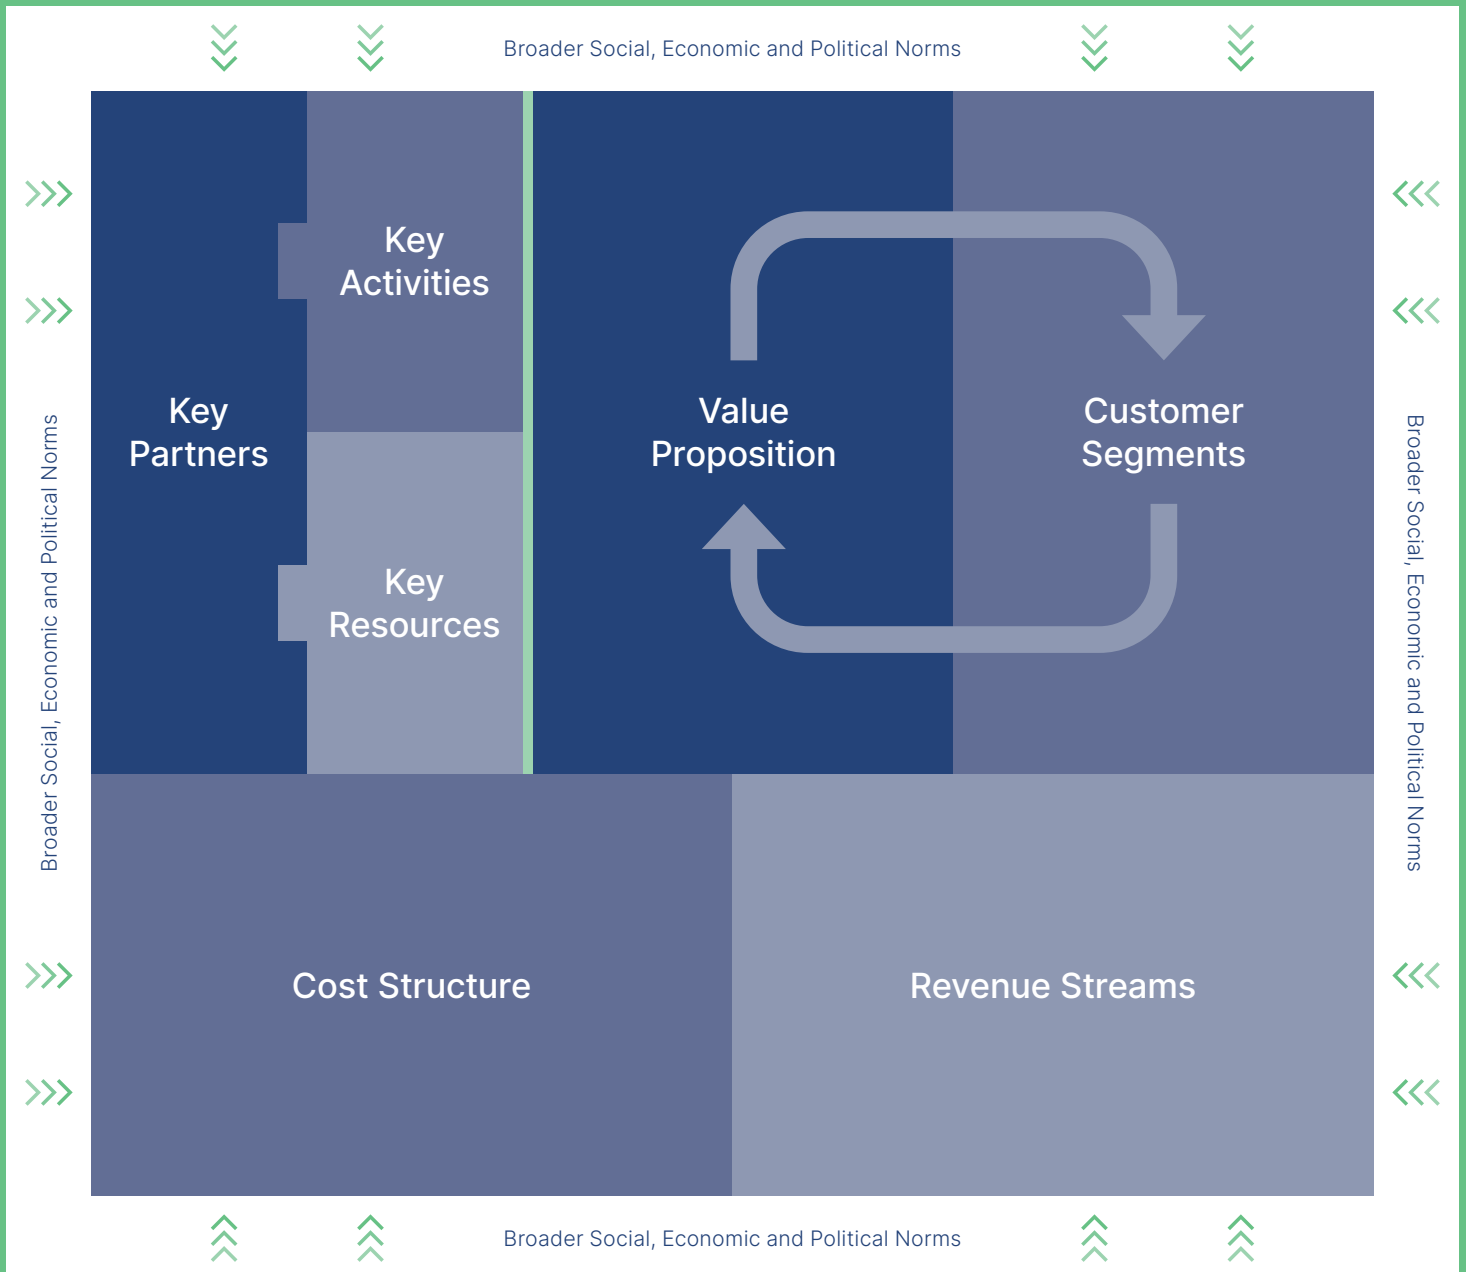 Broader Social, Economic and Political Norms
Key
Activities
Key
Partners
Value
Proposition
Customer
Segments
Key
Resources
Broader Social, Economic and Political Norms
Broader Social, Economic and Political Norms
Cost Structure
Revenue Streams
Broader Social, Economic and Political Norms